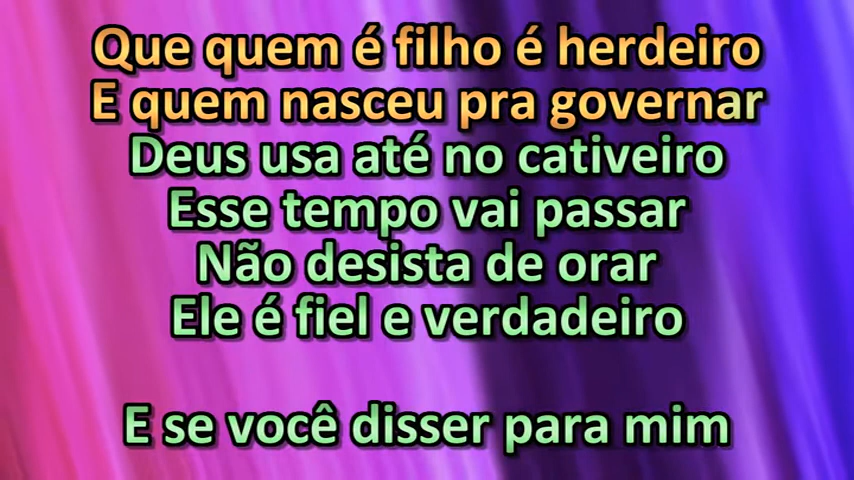 Que quem é filho é herdeiro
E quem nasceu pra governar
Deus usa até no cativeiro
Esse tempo vai passar
Não desista de orar
Ele é fiel e verdadeiro
E se você disser para mim